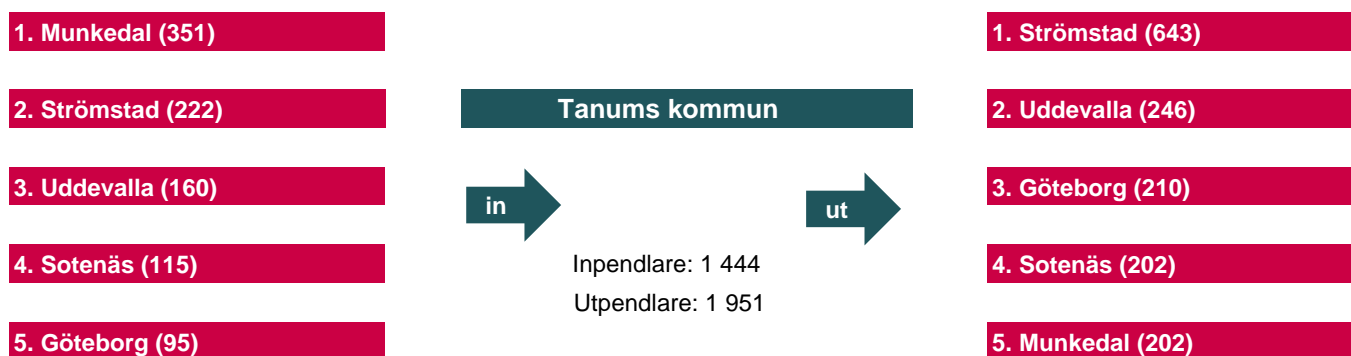 1. Munkedal (351)
2. Strömstad (222)
3. Uddevalla (160)
4. Sotenäs (115)
5. Göteborg (95)
Tanums kommun
in
ut
Inpendlare: 1 444
Utpendlare: 1 951
1. Strömstad (643)
2. Uddevalla (246)
3. Göteborg (210)
4. Sotenäs (202)
5. Munkedal (202)